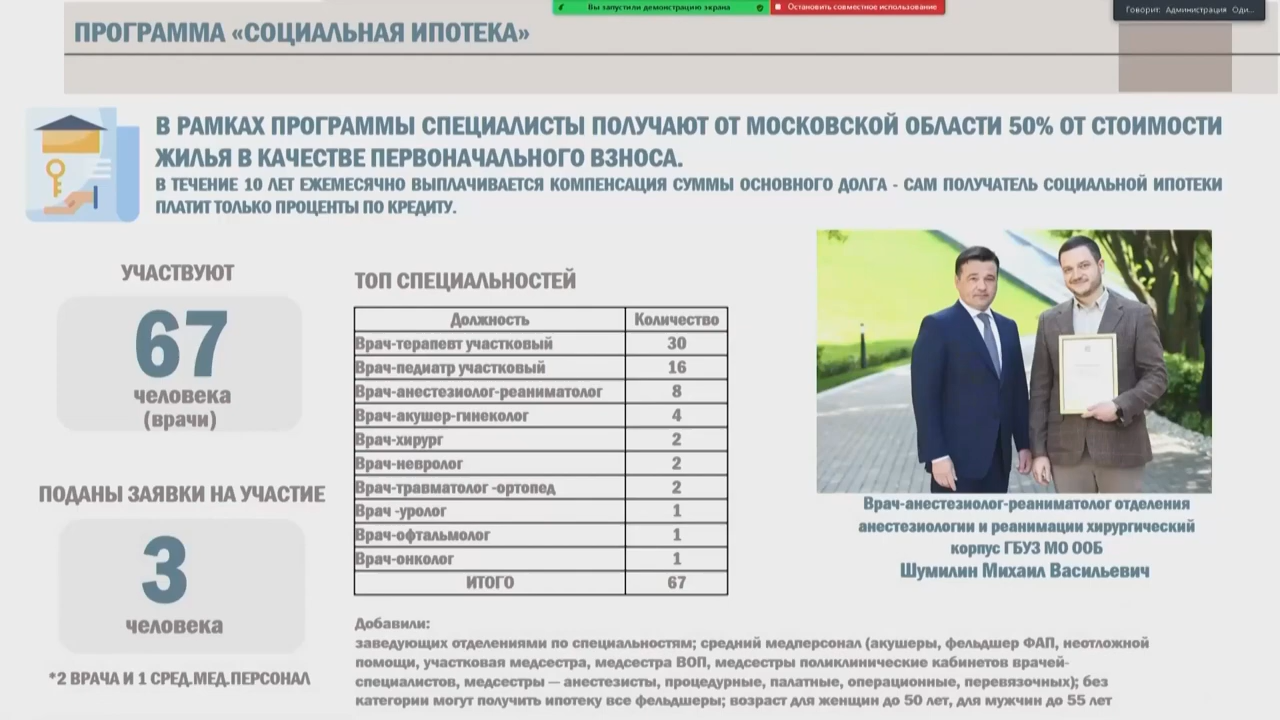 Вы запустили демонстрацию экрана
Остановить совместное использование
Говорит: Администрация Оди...
ПРОГРАММА «СОЦИАЛЬНАЯ ИПОТЕКА»
В РАМКАХ ПРОГРАММЫ СПЕЦИАЛИСТЫ ПОЛУЧАЮТ ОТ МОСКОВСКОЙ ОБЛАСТИ 50% ОТ СТОИМОСТИ
ЖИЛЬЯ В КАЧЕСТВЕ ПЕРВОНАЧАЛЬНОГО ВЗНОСА.
В ТЕЧЕНИЕ 10 ЛЕТ ЕЖЕМЕСЯЧНО ВЫПЛАЧИВАЕТСЯ КОМПЕНСАЦИЯ СУММЫ ОСНОВНОГО ДОЛГА - САМ ПОЛУЧАТЕЛЬ СОЦИАЛЬНОЙ ИПОТЕКИ
ПЛАТИТ ТОЛЬКО ПРОЦЕНТЫ ПО КРЕДИТУ.
УЧАСТВУЮТ
67
человека
(врачи)
ПОДАНЫ ЗАЯВКИ НА УЧАСТИЕ
3
человека
*2 ВРАЧА И 1 СРЕД.МЕД.ПЕРСОНАЛ
ТОП СПЕЦИАЛЬНОСТЕЙ
Должность Количество
Врач-терапевт участковый 30
Врач-педиатр участковый 16
Врач-анестезиолог-реаниматолог 8
Врач-акушер-гинеколог 4
Врач-хирург 2
Врач-невролог 2
Врач-травматолог -ортопед 2
Врач -уролог 1
Врач-офтальмолог 1
Врач-онколог 1
ИТОГО 67
Добавили:
заведующих отделениями по специальностям; средний медперсонал (акушеры, фельдшер ФАП, неотложной
помощи, участковая медсестра, медсестра ВОП, медсестры поликлинические кабинетов врачей-
специалистов, медсестры — анестезисты, процедурные, палатные, операционные, перевязочных); без
категории могут получить ипотеку все фельдшеры; возраст для женщин до 50 лет, для мужчин до 55 лет
Врач-анестезиолог-реаниматолог отделения
анестезиологии и реанимации хирургический
корпус ГБУЗ МО ООБ
Шумилин Михаил Васильевич